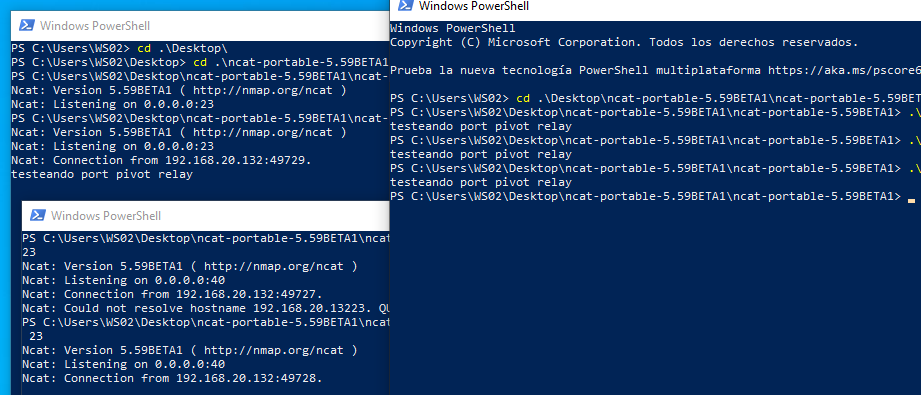 Windows PowerShell
PS C:\Users\WS02> cd .\Desktop\
PS C:\Users\WS02\Desktop> cd .\ncat-portable-5.59BETA1
PS C:\Users\WS02\Desktop\ncat-portable-5.59BETA1\ncat-
Ncat: Version 5.59BETA1 ( http://nmap.org/ncat )
Ncat: Listening on 0.0.0.0:23
PS C:\Users\WS02\Desktop\ncat-portable-5.59BETA1\ncat-
Ncat: Version 5.59BETA1 ( http://nmap.org/ncat )
Ncat: Listening on 0.0.0.0:23
Ncat: Connection from 192.168.20.132:49729.
testeando port pivot relay
Windows PowerShell
PS C:\Users\WS02\Desktop\ncat-portable-5.59BETA1\ncat
23
Ncat: Version 5.59BETA1 ( http://nmap.org/ncat )
Ncat: Listening on 0.0.0.0:40
Ncat: Connection from 192.168.20.132:49727.
Ncat: Could not resolve hostname 192.168.20.13223. QU
PS C:\Users\WS02\Desktop\ncat-portable-5.59BETA1\ncat
23
Ncat: Version 5.59BETA1 ( http://nmap.org/ncat )
Ncat: Listening on 0.0.0.0:40
Ncat: Connection from 192.168.20.132:49728.
Windows PowerShell
Windows PowerShell
Copyright (C) Microsoft Corporation. Todos los derechos reservados.
Prueba la nueva tecnología PowerShell multiplataforma https://aka.ms/pscore6
PS C:\Users\WS02> cd .\Desktop\ncat-portable-5.59BETA1\ncat-portable-5.59BET
PS C:\Users\WS02\Desktop\ncat-portable-5.59BETA1\ncat-portable-5.59BETA1> .\
testeando port pivot relay
PS C:\Users\WS02\Desktop\ncat-portable-5.59BETA1\ncat-portable-5.59BETA1> .\
testeando port pivot relay
PS C:\Users\WS02\Desktop\ncat-portable-5.59BETA1\ncat-portable-5.59BETA1> .\
testeando port pivot relay
PS C:\Users\WS02\Desktop\ncat-portable-5.59BETA1\ncat-portable-5.59BETA1>